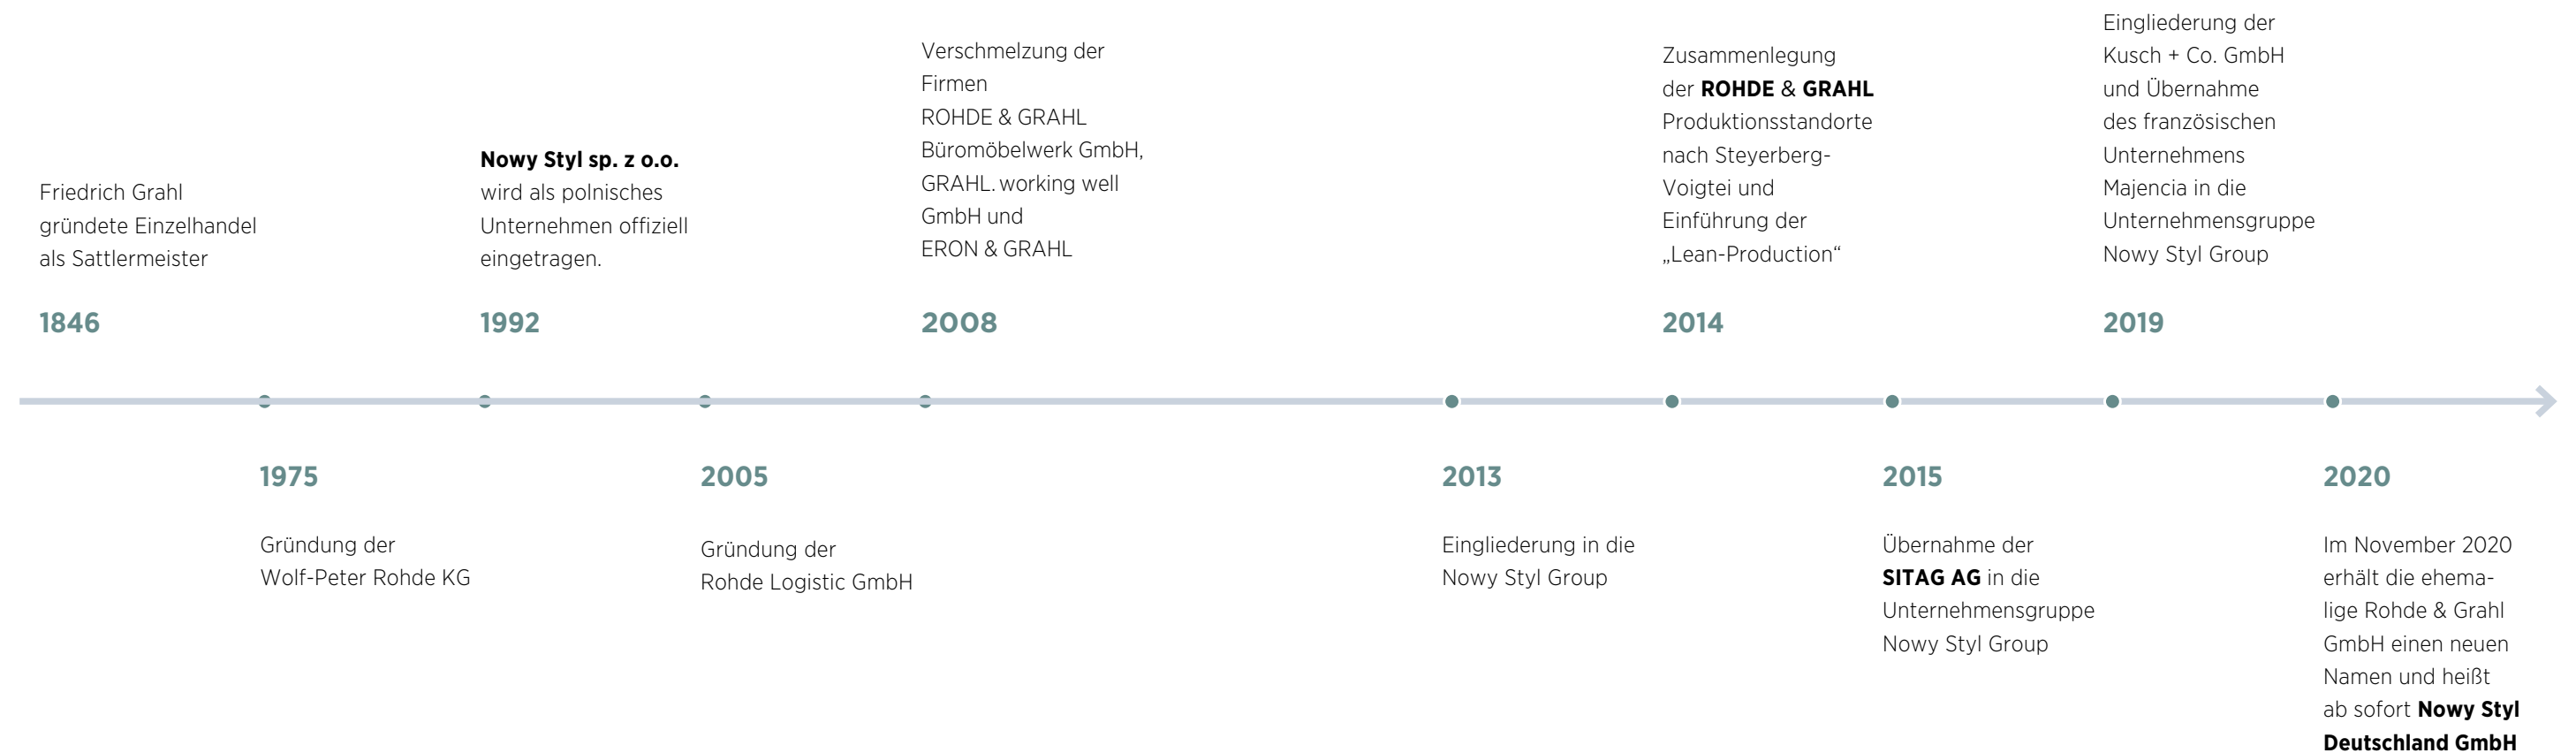 Friedrich Grahl
gründete Einzelhandel
als Sattlermeister
1846
1975
Gründung der
Wolf-Peter Rohde KG
Nowy Styl sp. z o.o.
wird als polnisches
Unternehmen offiziell
eingetragen.
1992
2005
Gründung der
Rohde Logistic GmbH
Verschmelzung der
Firmen
ROHDE & GRAHL
Büromöbelwerk GmbH,
GRAHL. working well
GmbH und
ERON & GRAHL
2008
2013
Eingliederung in die
Nowy Styl Group
Zusammenlegung
der ROHDE & GRAHL
Produktionsstandorte
nach Steyerberg-
Voigtei und
Einführung der
„Lean-Production“
2014
2015
Übernahme der
SITAG AG in die
Unternehmensgruppe
Nowy Styl Group
Eingliederung der
Kusch + Co. GmbH
und Übernahme
des französischen
Unternehmens
Majencia in die
Unternehmensgruppe
Nowy Styl Group
2019
2020
Im November 2020
erhält die ehema-
lige Rohde & Grahl
GmbH einen neuen
Namen und heißt
ab sofort Nowy Styl
Deutschland GmbH